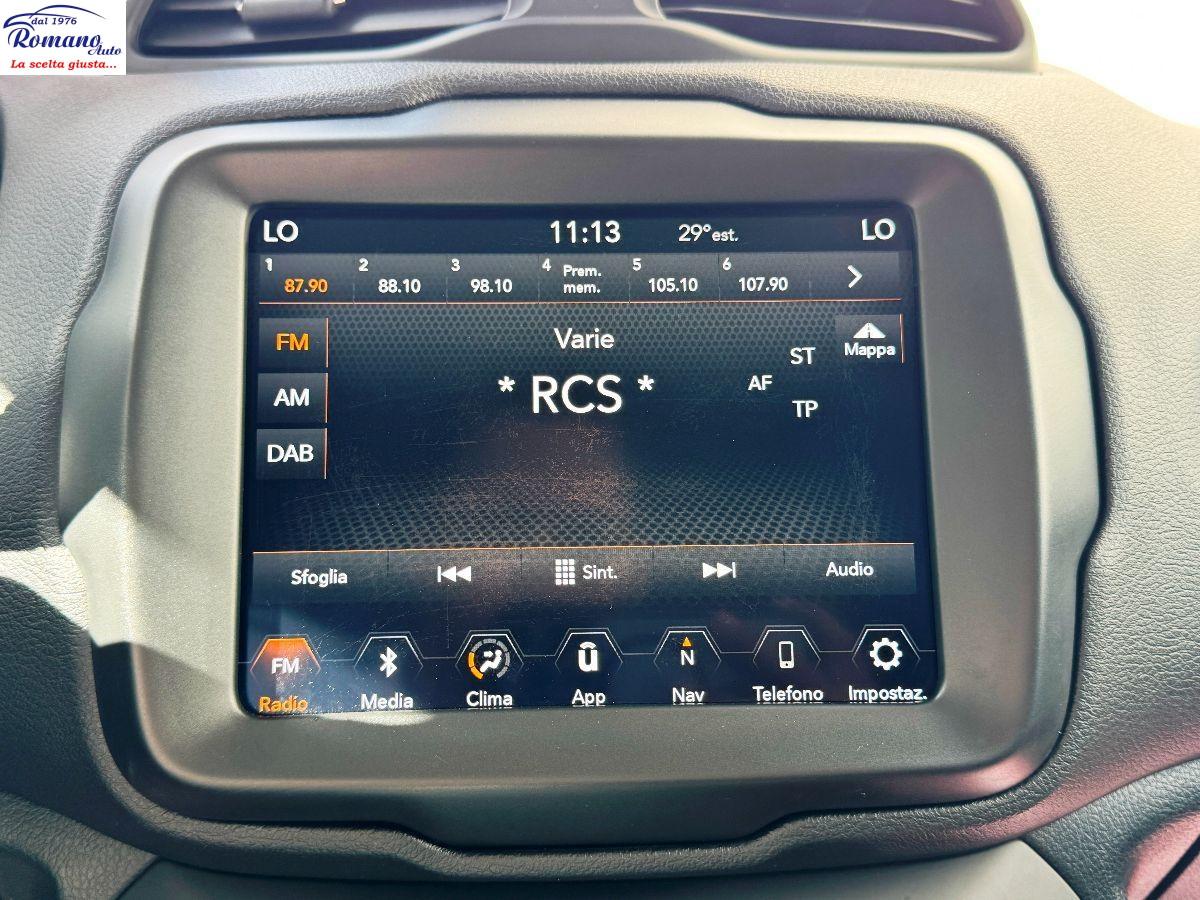 dal 1976
Romano
Auto
La scelta giusta...
LO 11:13 29° est. LO
1 2 3 4 Prem. 5 6
87.90 88.10 98.10 mem. 105.10 107.90
FM Varie Mappa
ST
AM * RCS * AF
TP
DAB
Sfoglia Sint. Audio
FM N
Radio Media Clima App Nav Telefono Impostaz.